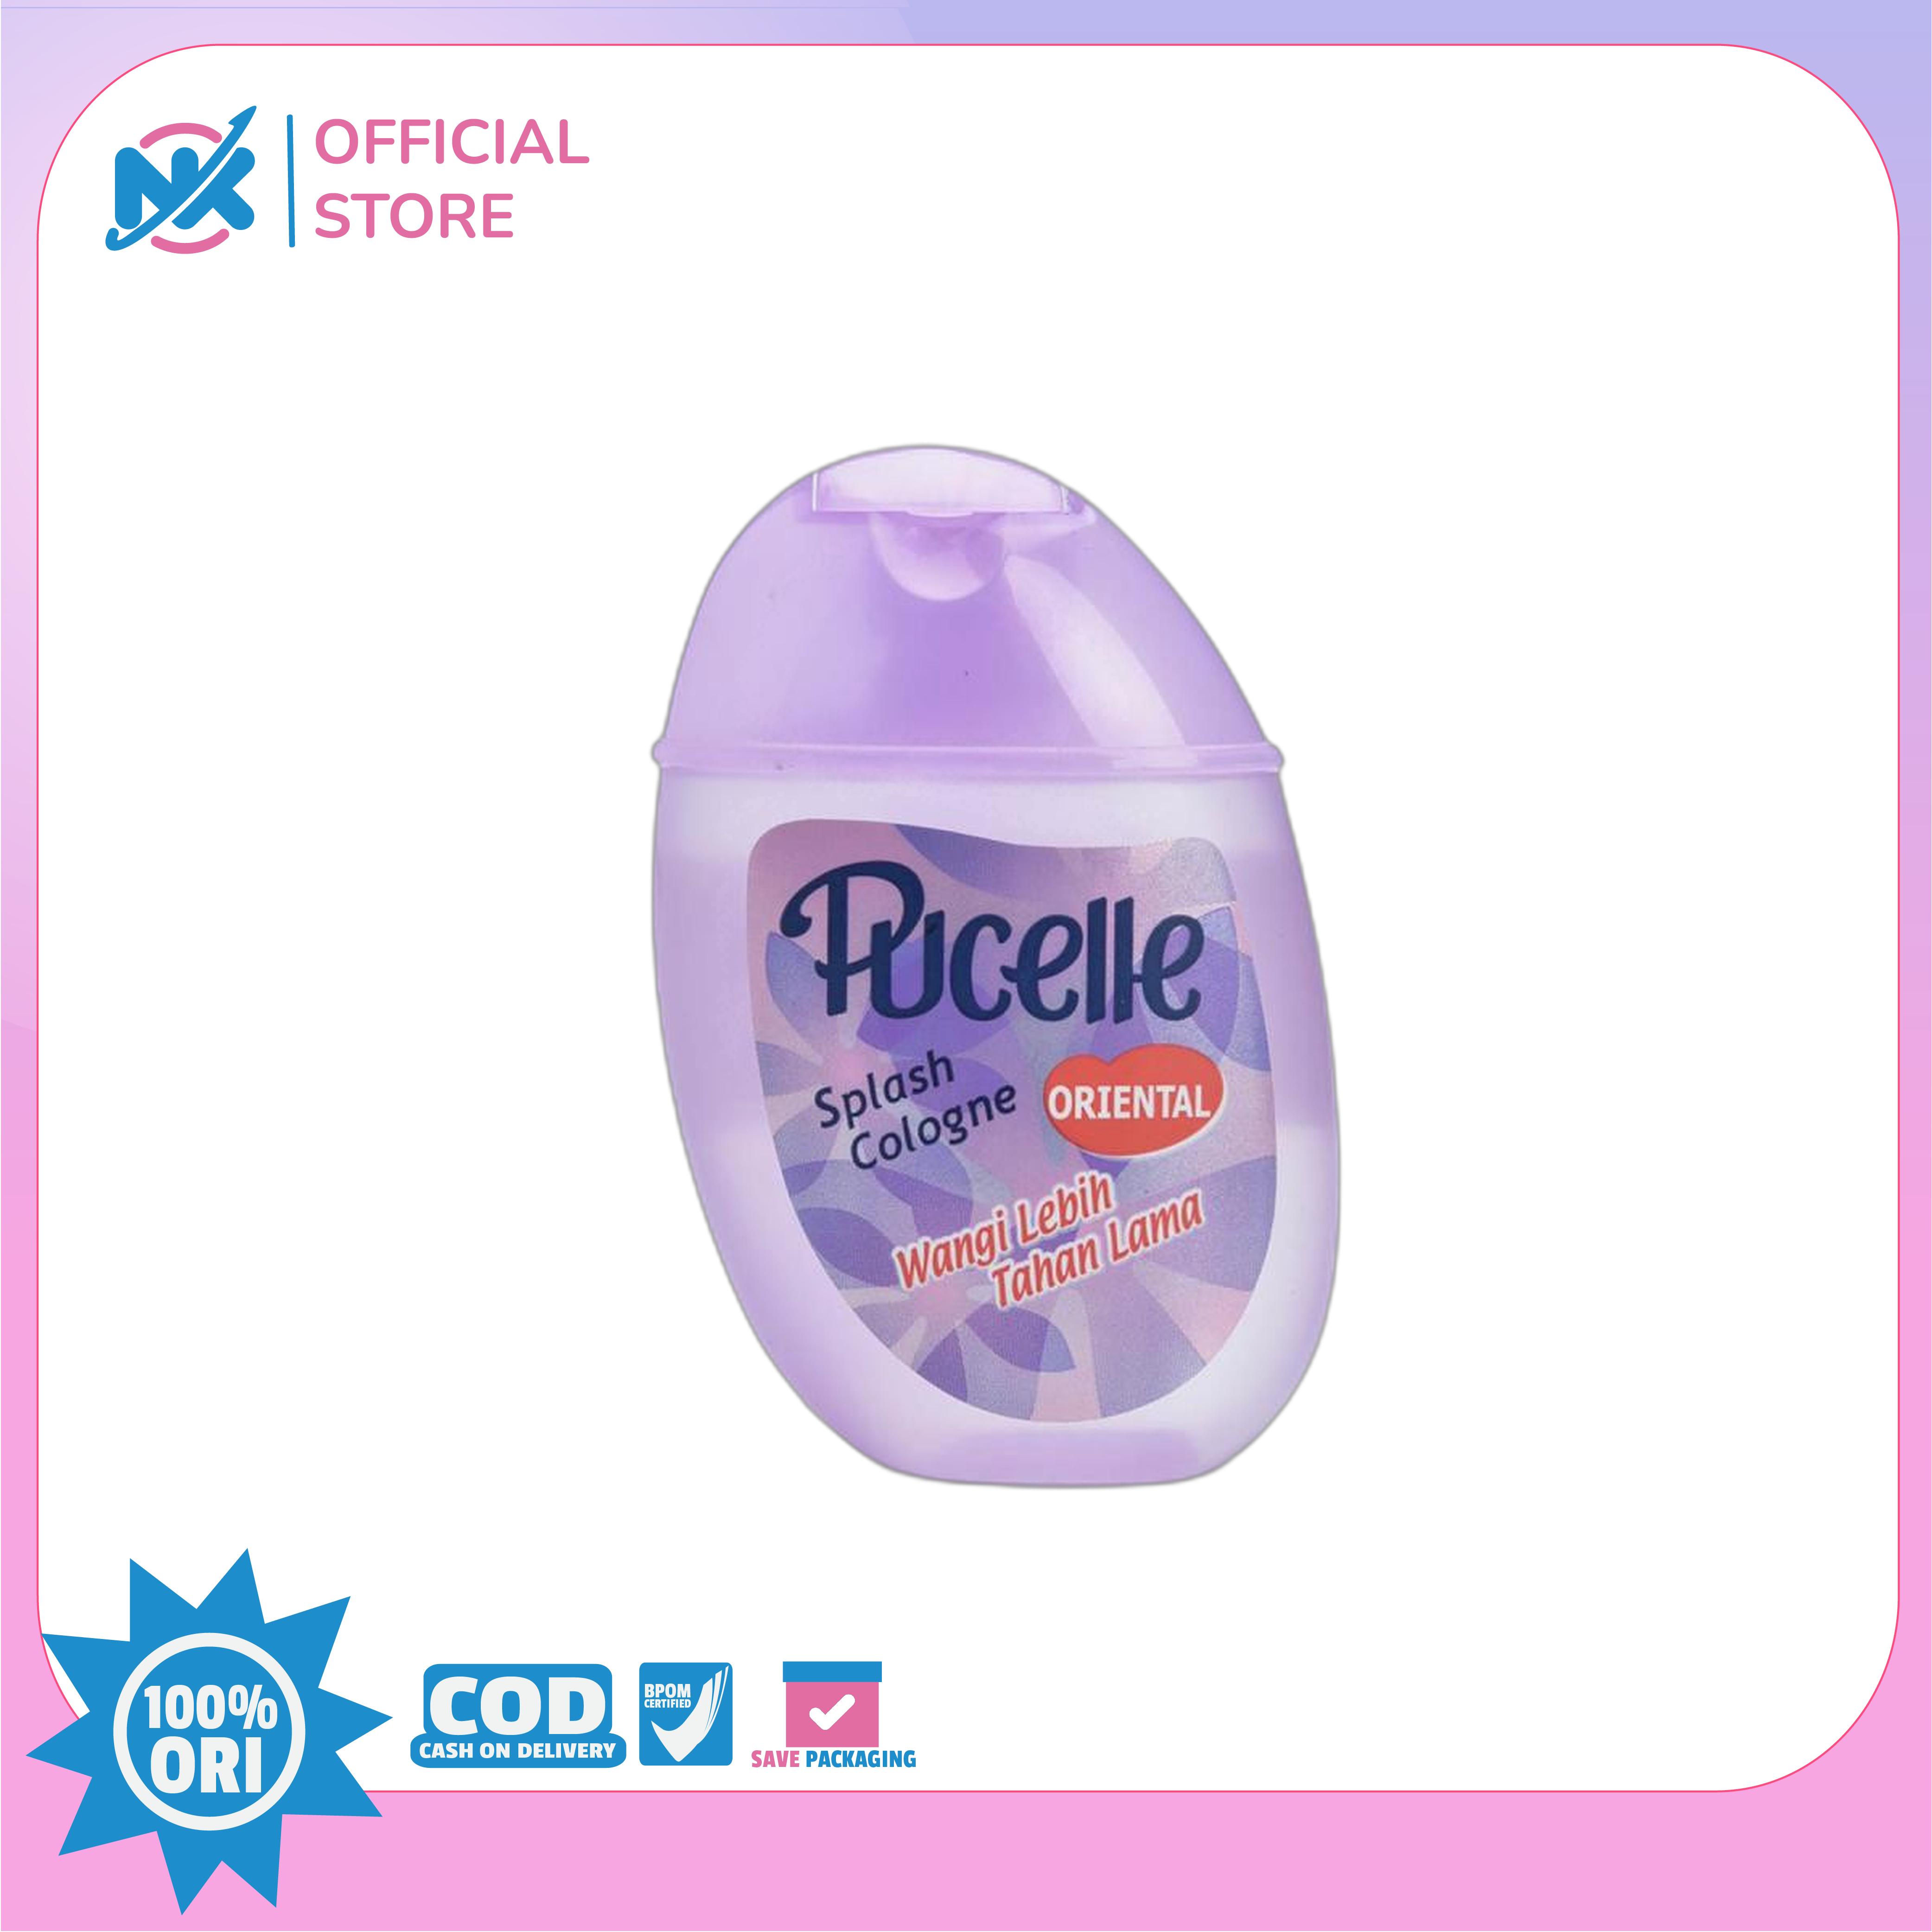 NK
OFFICIAL
STORE
Pucelle
Splash
Cologne
ORIENTAL
Wangi Lebih
Tahan Lama
100%
ORI
COD
CASH ON DELIVERY
BPOM
CERTIFIED
SAVE PACKAGING